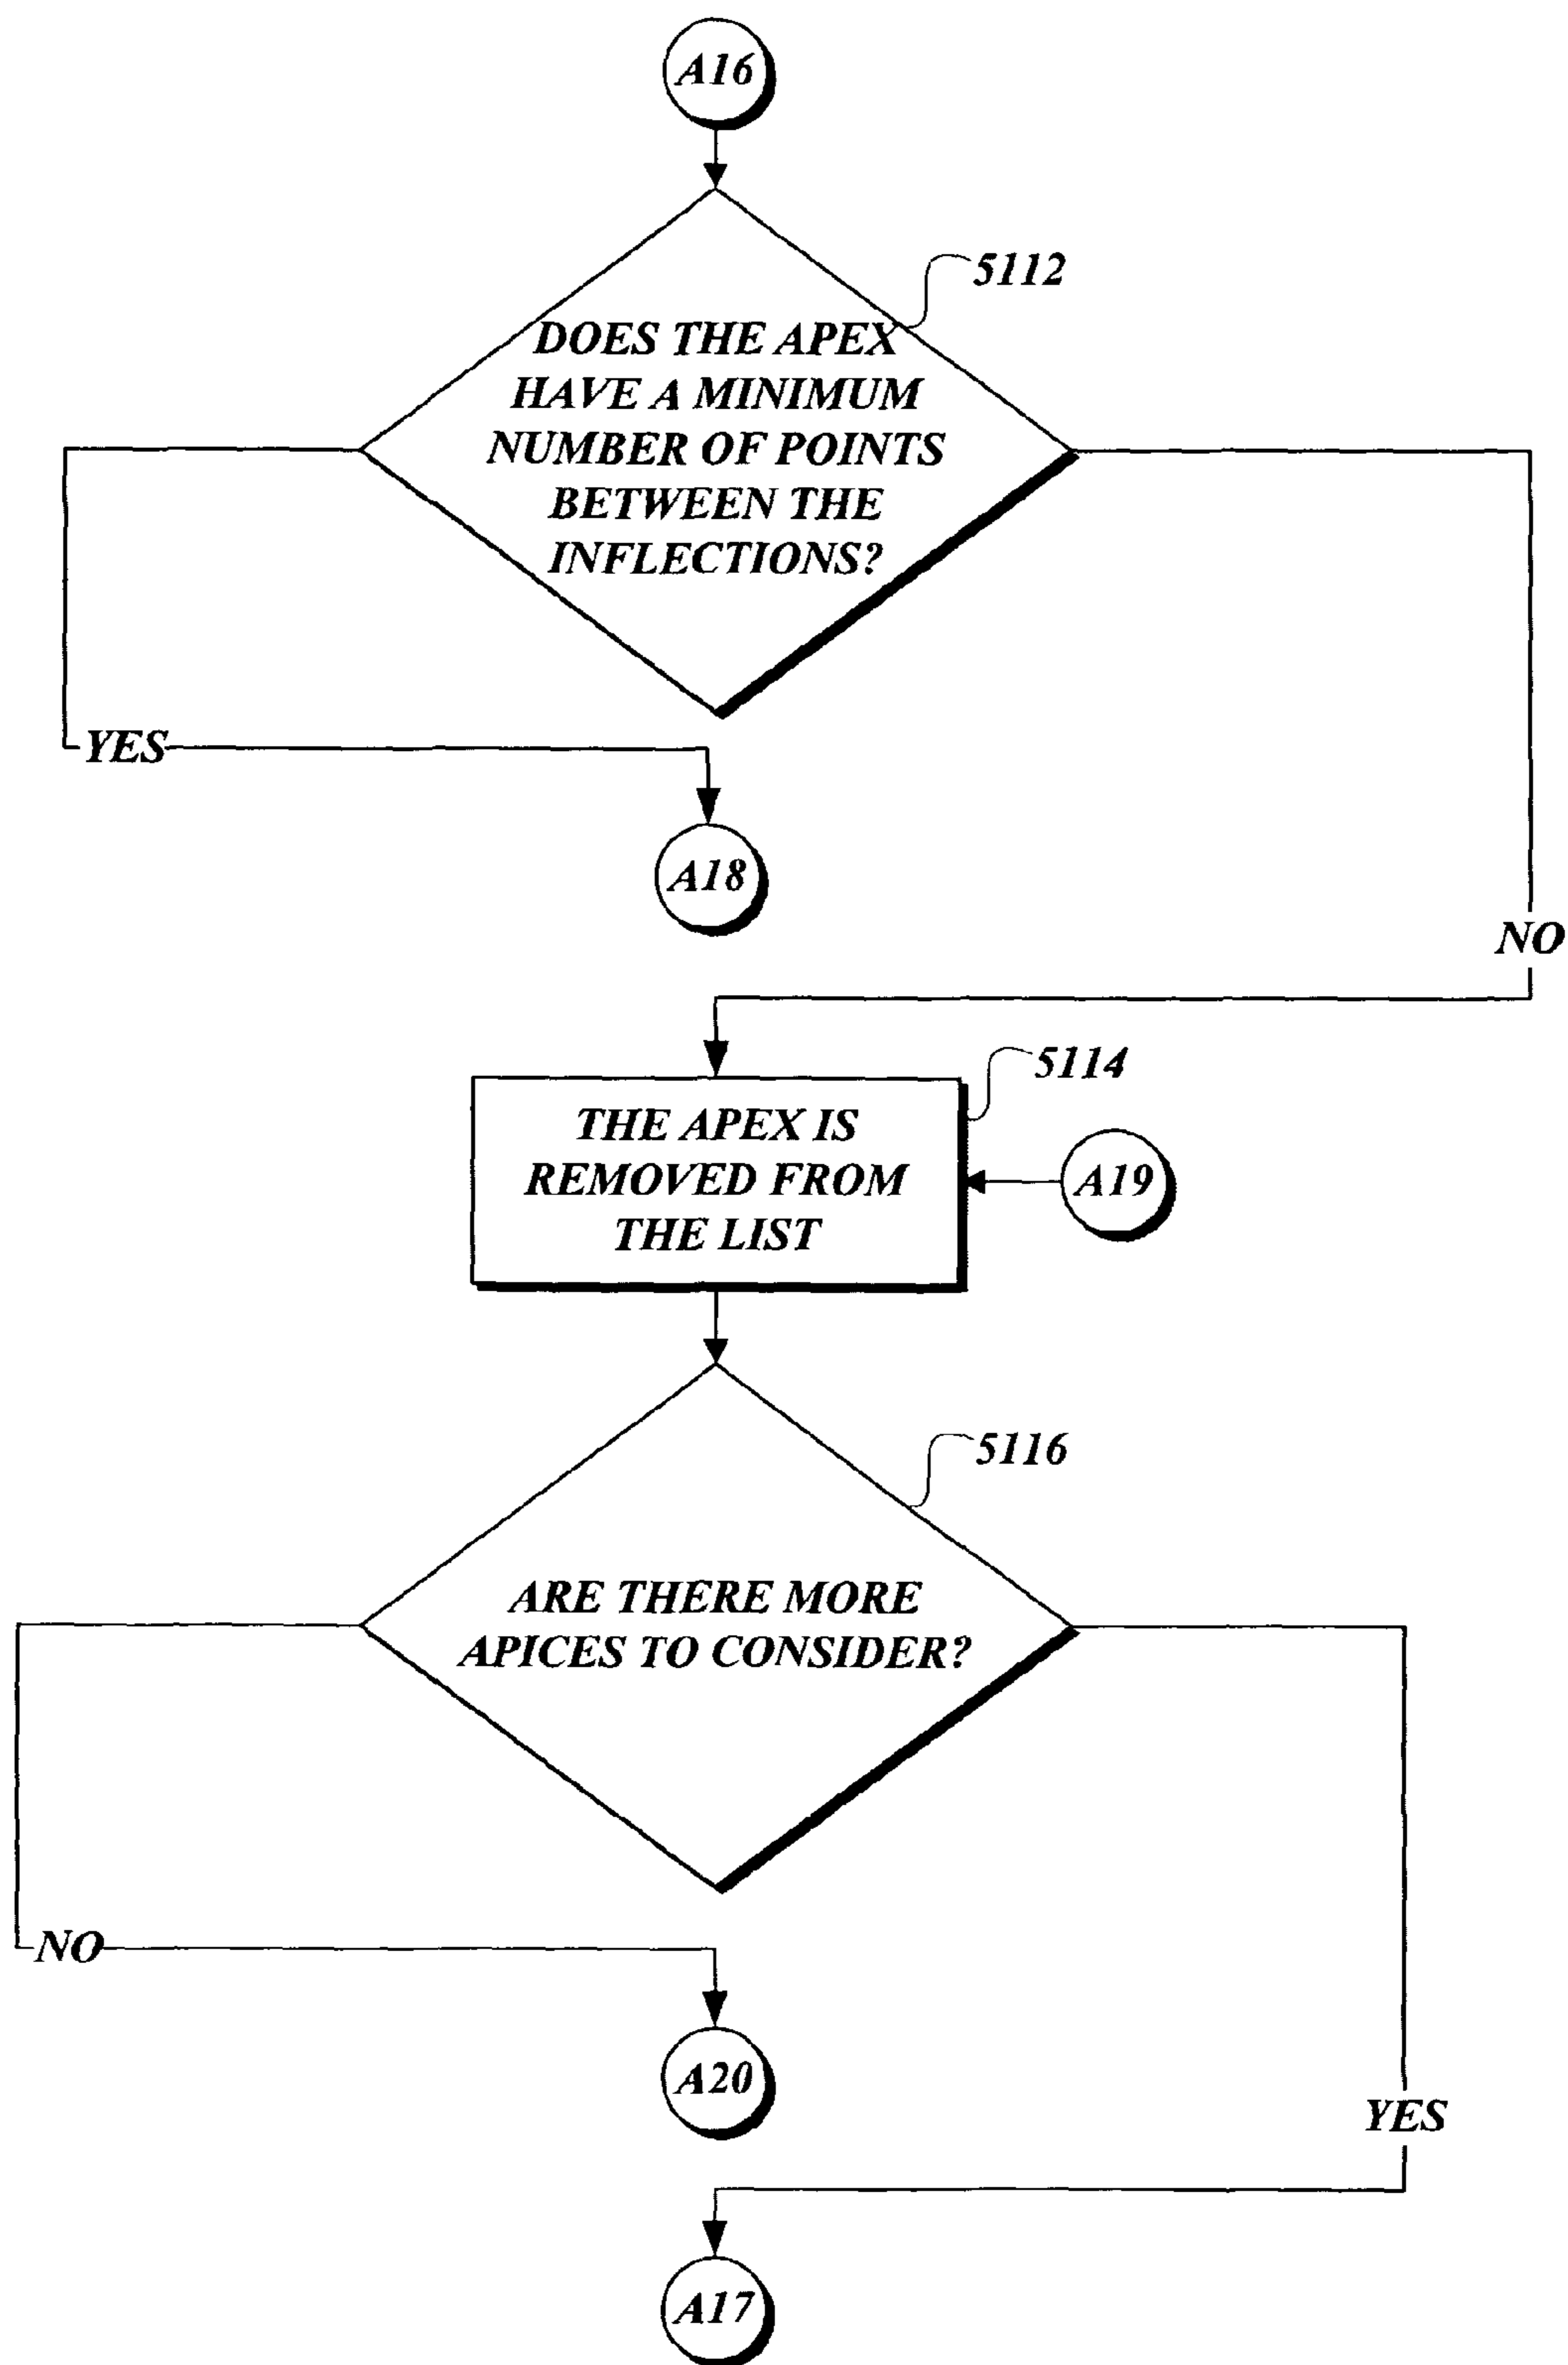 A16
5112
DOES THE APEX
HAVE A MINIMUM
NUMBER OF POINTS
BETWEEN THE
INFLECTIONS?
YES
A18
NO
5114
THE APEX IS
REMOVED FROM
THE LIST
A19
5116
ARE THERE MORE
APICES TO CONSIDER?
NO
A20
YES
A17